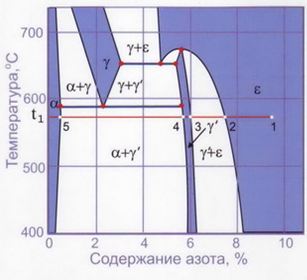 Температура,°C
700
600
500
400
γ+ε
γ
α+γ
γ+γ′
ε
α
t₁
5
4
3
γ′
2
1
α+γ′
γ+ε
0
2
4
6
8
10
Содержание азота, %